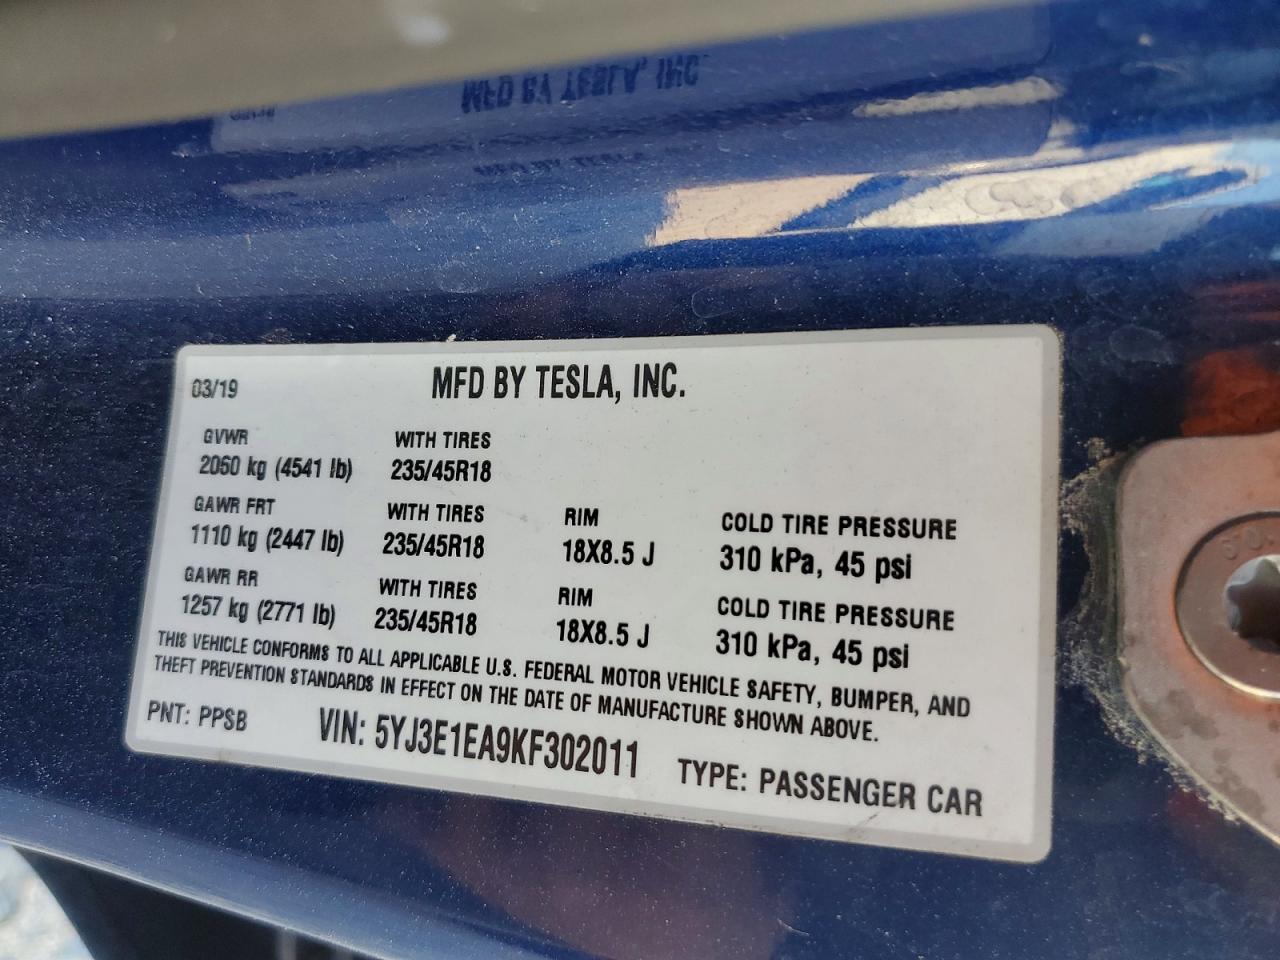 03/19 MFD BY TESLA, INC.
GVWR WITH TIRES
2060 kg (4541 lb) 235/45R18
GAWR FRT WITH TIRES RIM COLD TIRE PRESSURE
1110 kg (2447 lb) 235/45R18 18X8.5 J 310 kPa, 45 psi
GAWR RR WITH TIRES RIM COLD TIRE PRESSURE
1257 kg (2771 lb) 235/45R18 18X8.5 J 310 kPa, 45 psi
THIS VEHICLE CONFORMS TO ALL APPLICABLE U.S. FEDERAL MOTOR VEHICLE SAFETY, BUMPER, AND
THEFT PREVENTION STANDARDS IN EFFECT ON THE DATE OF MANUFACTURE SHOWN ABOVE.
PNT: PPSB VIN: 5YJ3E1EA9KF302011 TYPE: PASSENGER CAR